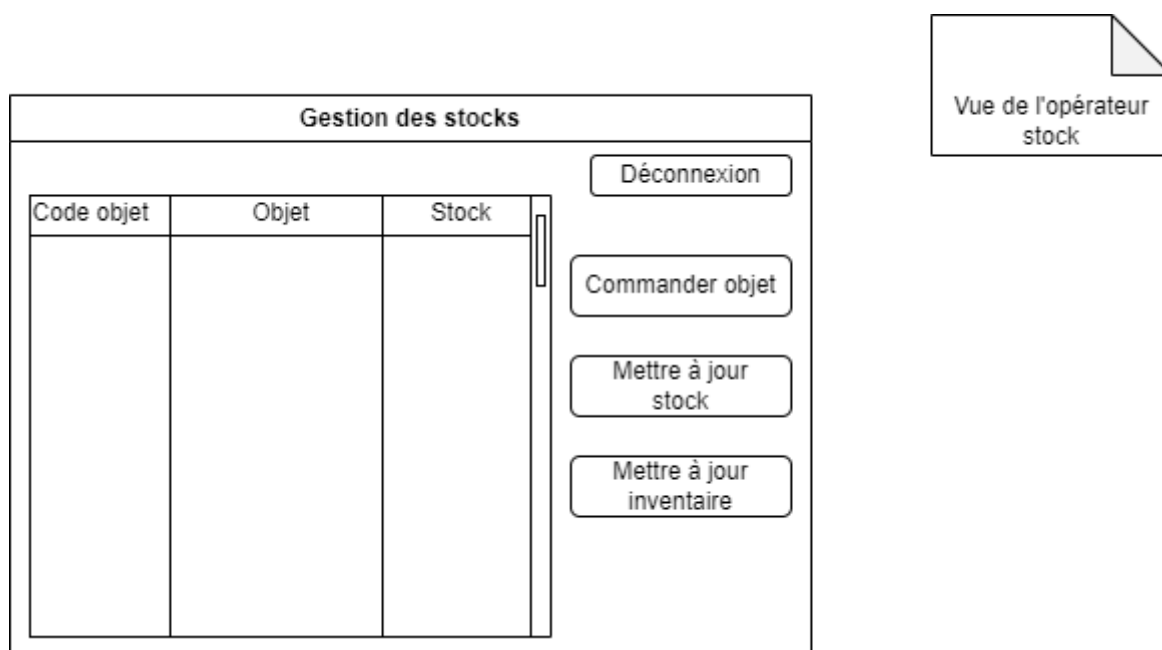 Vue de l'opérateur
stock
Gestion des stocks
Déconnexion
Code objet
Objet
Stock
Commander objet
Mettre à jour
stock
Mettre à jour
inventaire